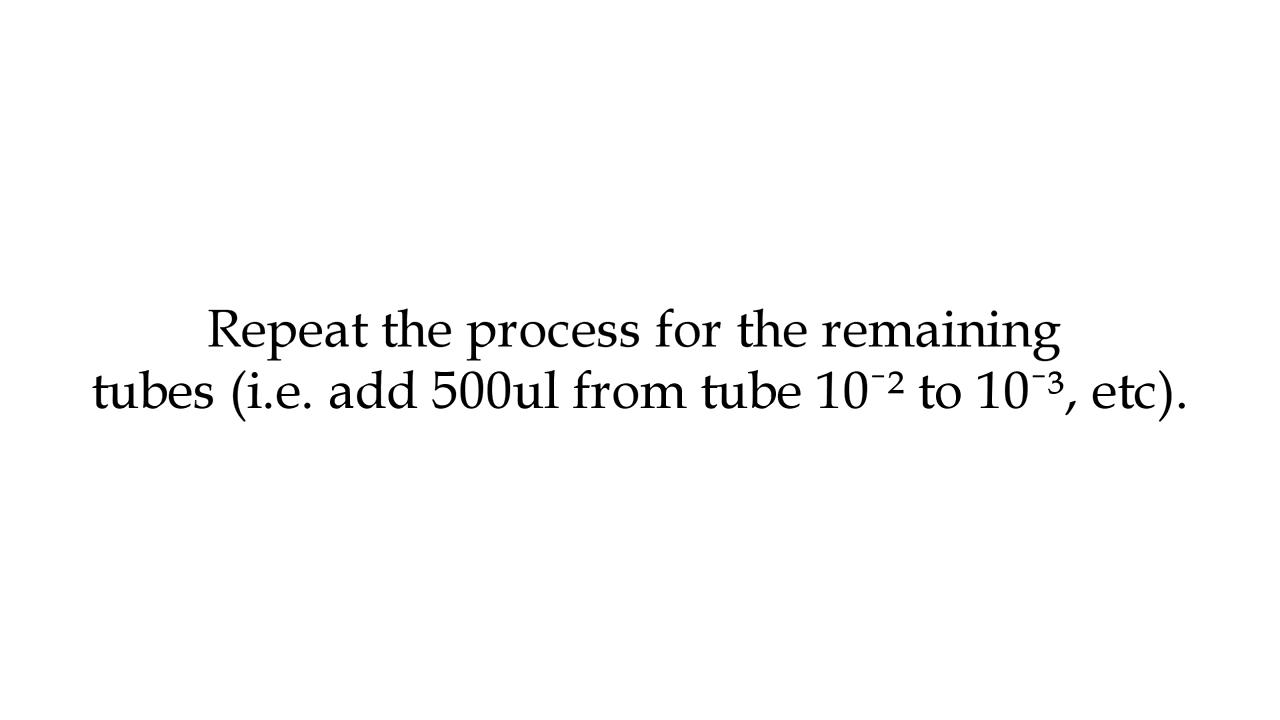 Repeat the process for the remaining
tubes (i.e. add 500ul from tube 10⁻² to 10⁻³, etc).